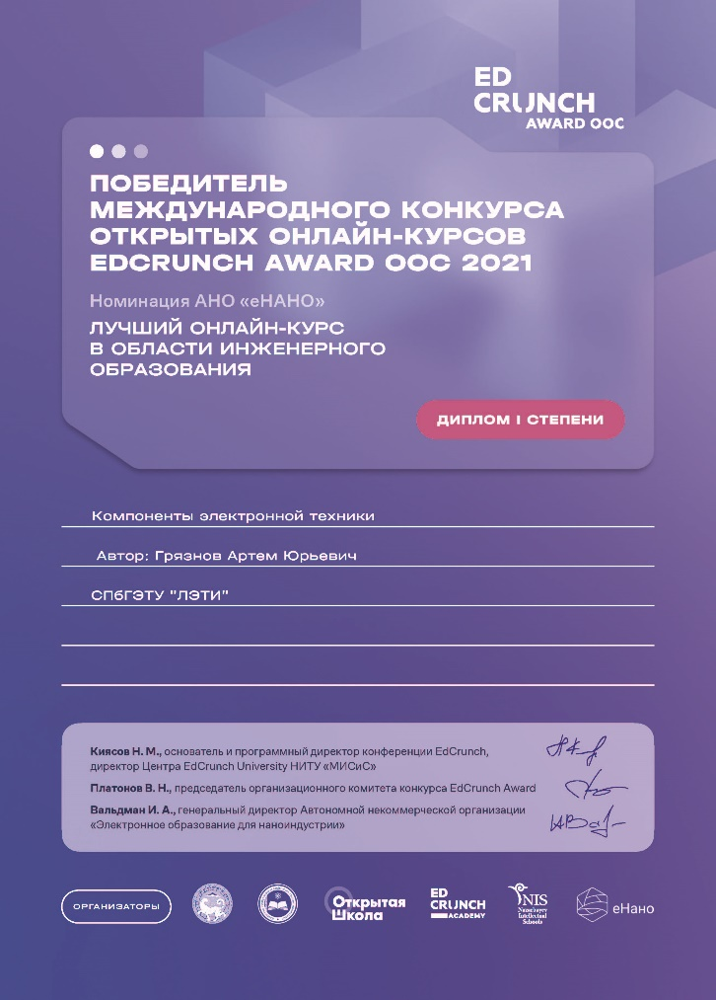 ED
CRUNCH
AWARD OOC
ПОБЕДИТЕЛЬ
МЕЖДУНАРОДНОГО КОНКУРСА
ОТКРЫТЫХ ОНЛАЙН-КУРСОВ
EDCRUNCH AWARD OOC 2021
Номинация АНО «еНАНО»
ЛУЧШИЙ ОНЛАЙН-КУРС
В ОБЛАСТИ ИНЖЕНЕРНОГО
ОБРАЗОВАНИЯ
ДИПЛОМ I СТЕПЕНИ
Компоненты электронной техники
Автор: Грязнов Артем Юрьевич
СПбГЭТУ "ЛЭТИ"
Киясов Н. М., основатель и программный директор конференции EdCrunch,
директор Центра EdCrunch University НИТУ «МИСиС»
Платонов В. Н., председатель организационного комитета конкурса EdCrunch Award
Вальдман И. А., генеральный директор Автономной некоммерческой организации
«Электронное образование для наноиндустрии»
ОРГАНИЗАТОРЫ
Открытая
Школа
ED
CRUNCH
ACADEMY
NIS
Nazarbayev
Intellectual
Schools
еНано